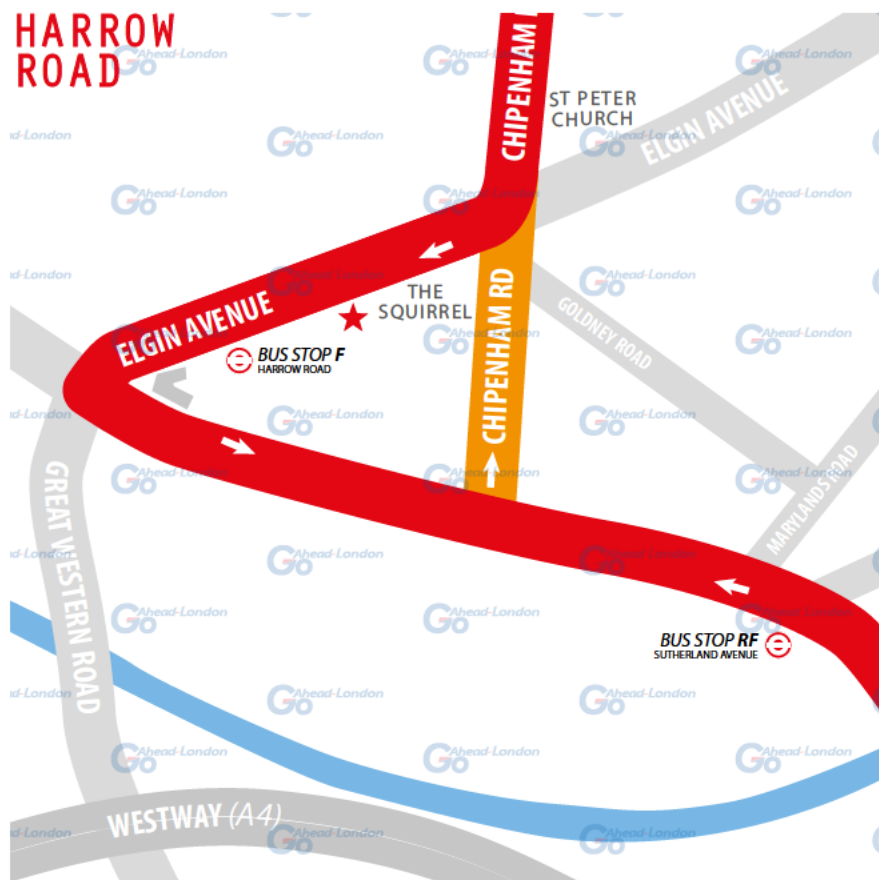 HARROW
ROAD
CHIPENHAM
ST PETER
CHURCH
ELGIN AVENUE
THE
SQUIRREL
ELGIN AVENUE
CHIPENHAM RD
GOLDNEY ROAD
BUS STOP F
HARROW ROAD
MARYLANDS ROAD
GREAT WESTERN ROAD
BUS STOP RF
SUTHERLAND AVENUE
WESTWAY (A4)
Go Ahead-London